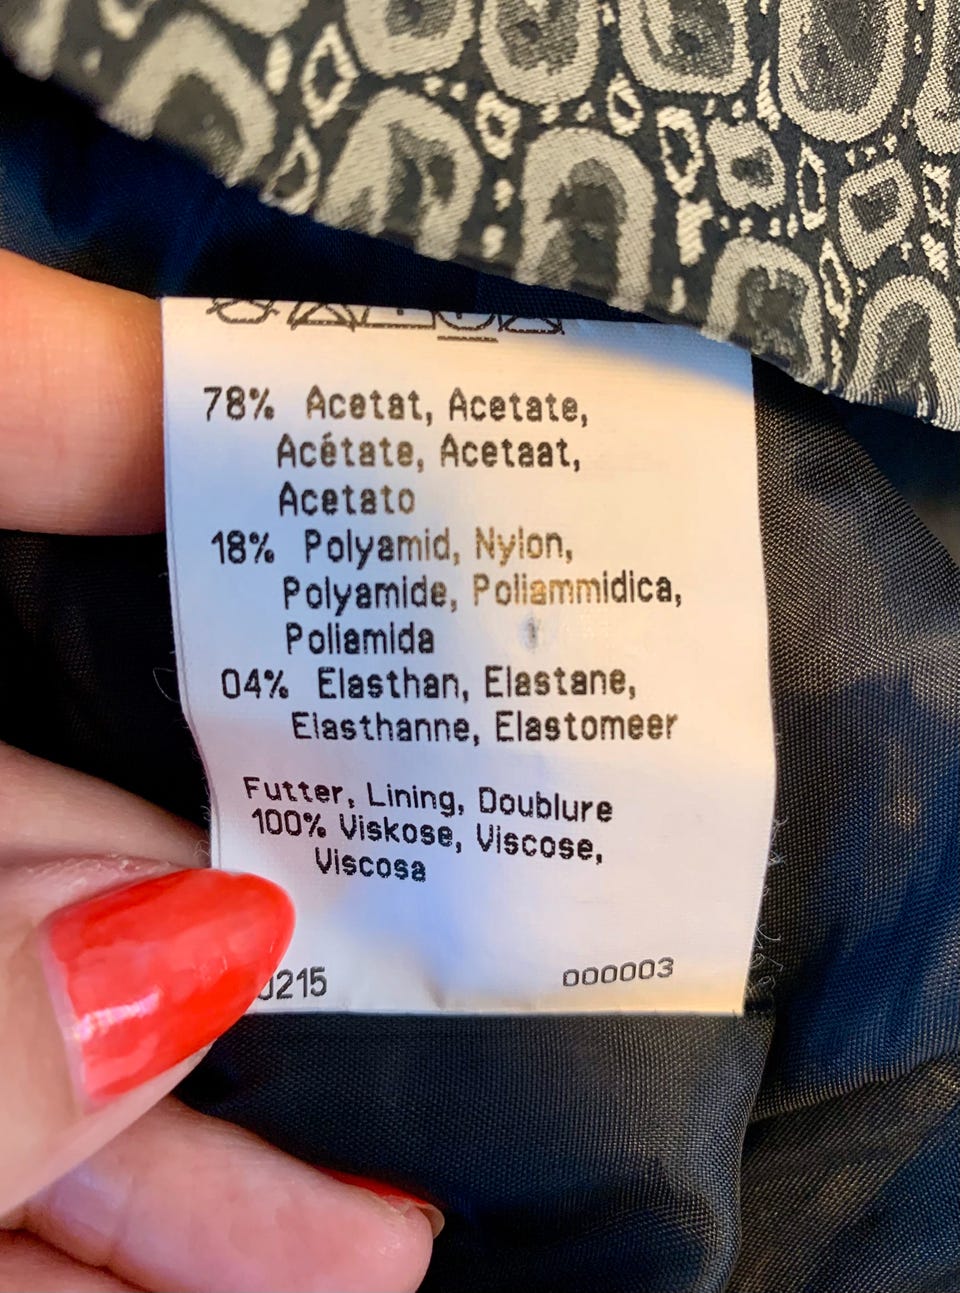 78% Acetat, Acetate,
Acétate, Acetaat,
Acetato
18% Polyamid, Nylon,
Polyamide, Poliammidica,
Poliamida
04% Elasthan, Elastane,
Elasthanne, Elastomeer
Futter, Lining, Doublure
100% Viskose, Viscose,
Viscosa
000003